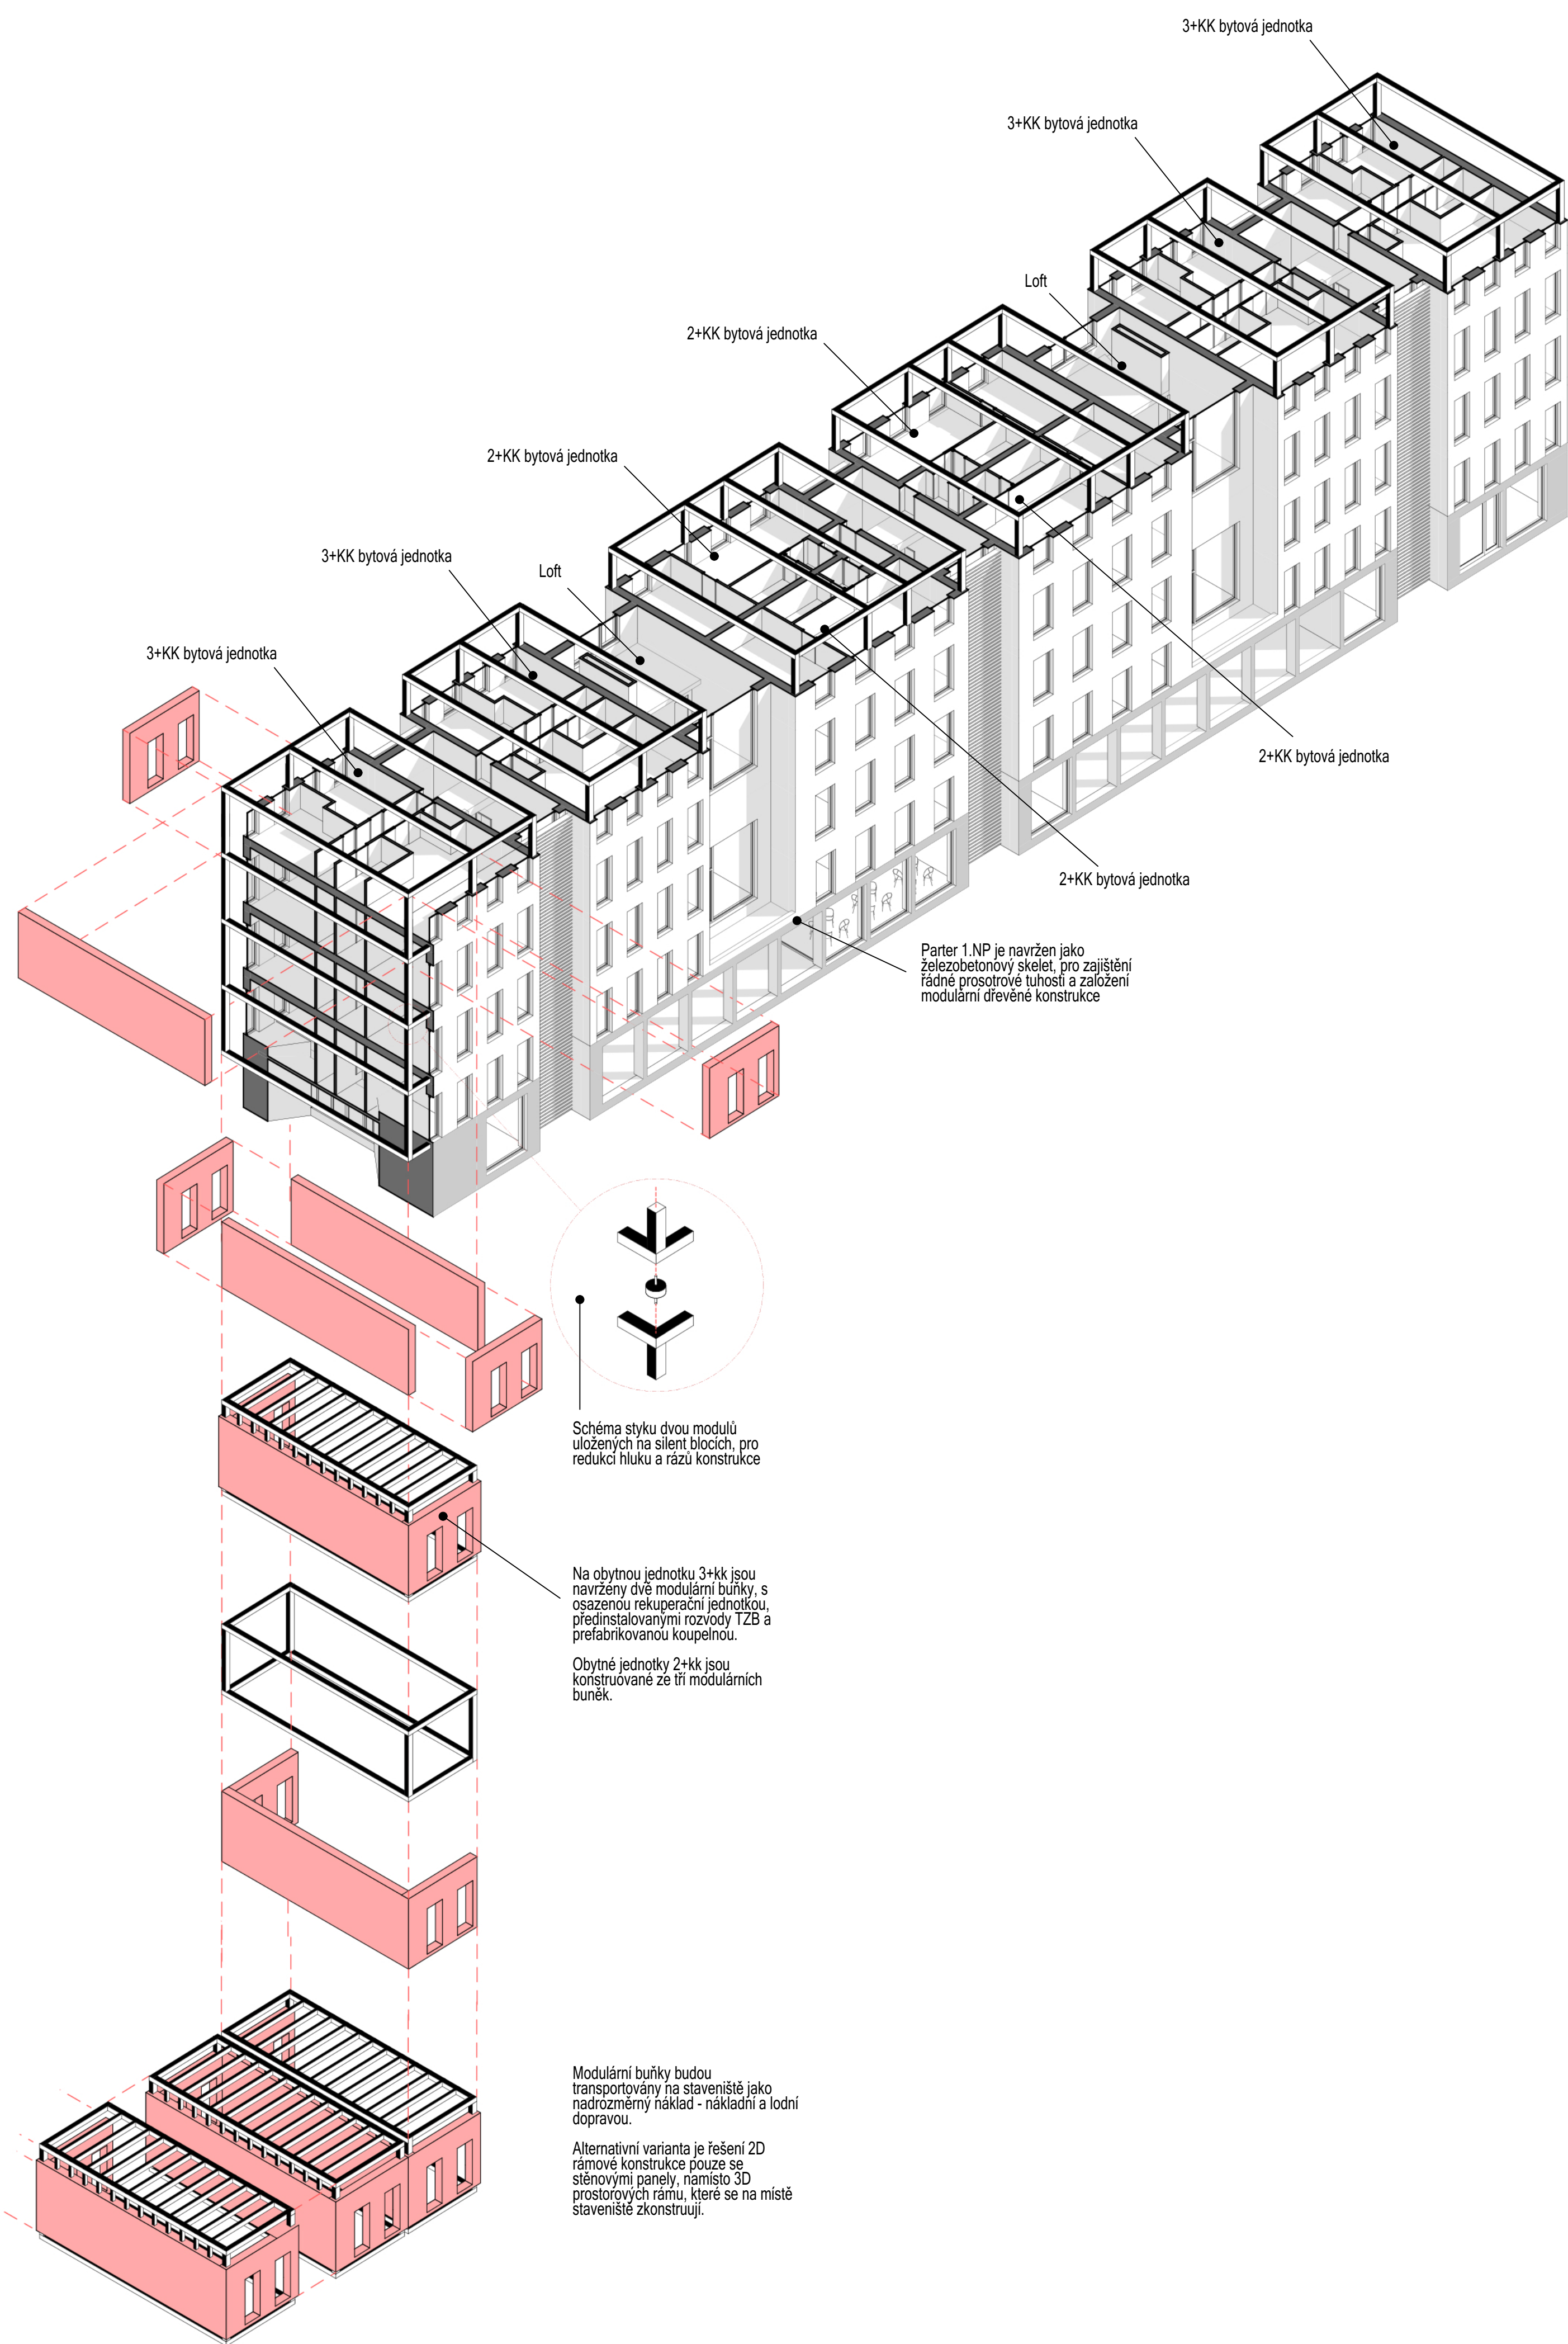 3+KK bytová jednotka
3+KK bytová jednotka
Loft
2+KK bytová jednotka
2+KK bytová jednotka
3+KK bytová jednotka
Loft
3+KK bytová jednotka
2+KK bytová jednotka
2+KK bytová jednotka
Parter 1.NP je navržen jako
železobetonový skelet, pro zajištění
řádné prosotrové tuhosti a založení
modulární dřevěné konstrukce
Schéma styku dvou modulů
uložených na silent blocích, pro
redukci hluku a rázů konstrukce
Na obytnou jednotku 3+kk jsou
navrženy dvě modulární buňky, s
osazenou rekuperační jednotkou,
předinstalovanými rozvody TZB a
prefabrikovanou koupelnou.
Obytné jednotky 2+kk jsou
konstruované ze tří modulárních
buněk.
Modulární buňky budou
transportovány na staveniště jako
nadrozměrný náklad - nákladní a lodní
dopravou.
Alternativní varianta je řešení 2D
rámové konstrukce pouze se
stěnovými panely, namísto 3D
prostorových rámu, které se na místě
staveniště zkonstruují.